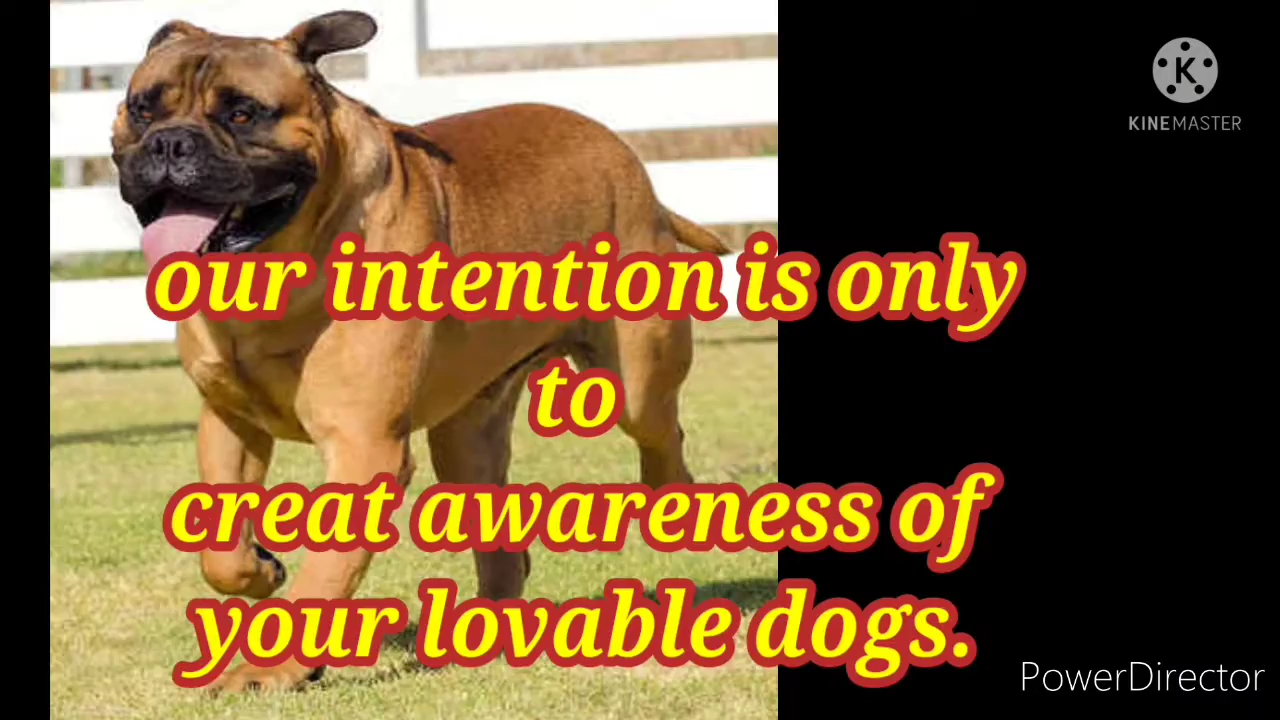 K
KINEMASTER
our intention is only
to
creat awareness of
your lovable dogs.
PowerDirector